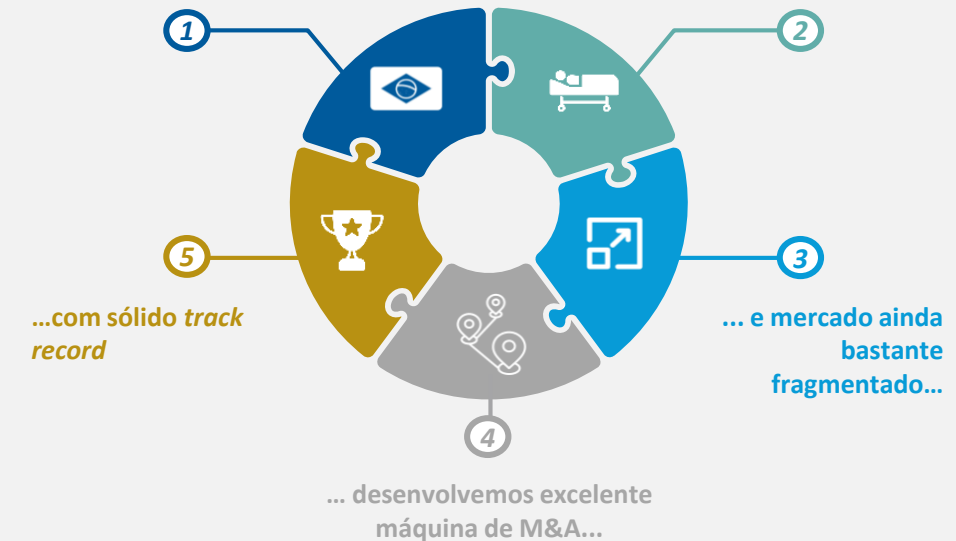 1
2
5
3
…com sólido track
record
... e mercado ainda
bastante
fragmentado…
4
… desenvolvemos excelente
máquina de M&A...